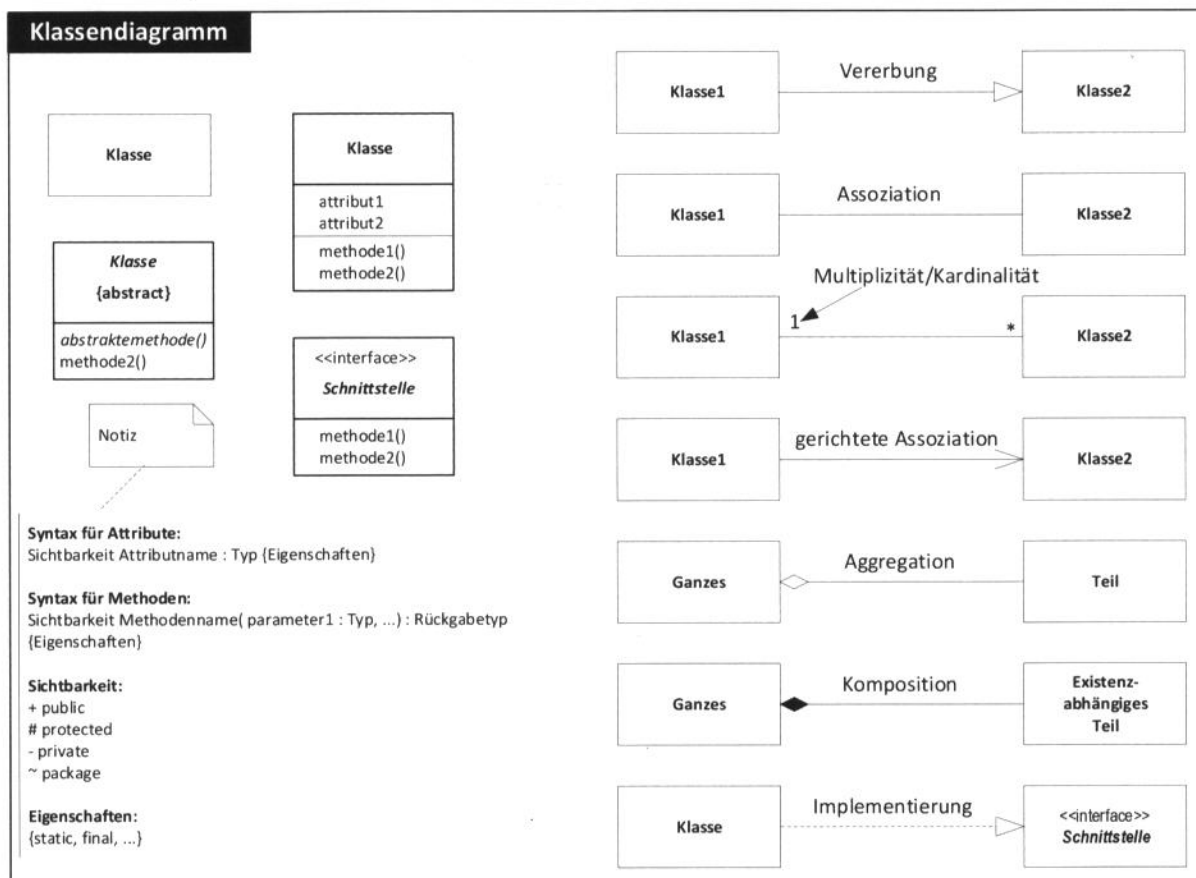 Klassendiagramm
Klasse
Klasse
attribut1
attribut2
methode1()
methode2()
Klasse
{abstract}
abstraktemethode()
methode2()
<<interface>>
Schnittstelle
methode1()
methode2()
Notiz
Syntax für Attribute:
Sichtbarkeit Attributname : Typ {Eigenschaften}
Syntax für Methoden:
Sichtbarkeit Methodenname( parameter1 : Typ, ...) : Rückgabetyp
{Eigenschaften}
Sichtbarkeit:
+ public
# protected
- private
~ package
Eigenschaften:
{static, final, ...}
Klasse1 Vererbung Klasse2
Klasse1 Assoziation Klasse2
Multiplizität/Kardinalität
Klasse1 1 * Klasse2
Klasse1 gerichtete Assoziation Klasse2
Ganzes Aggregation Teil
Ganzes Komposition Existenz-
abhängiges
Teil
Klasse Implementierung <<interface>>
Schnittstelle